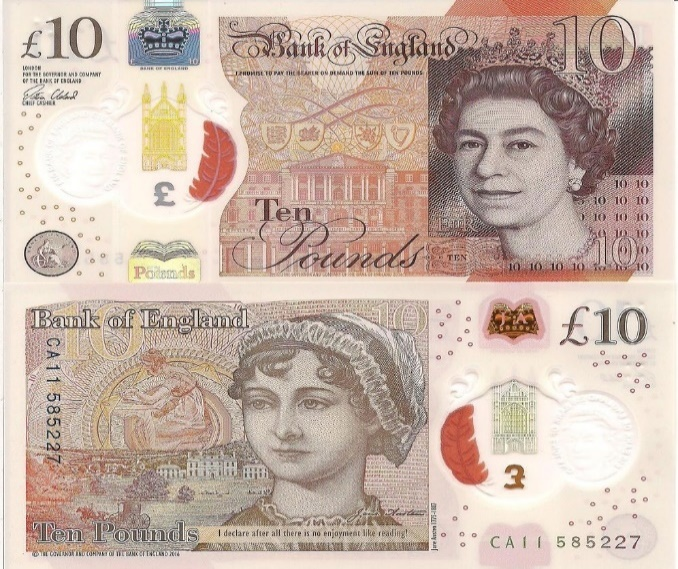 £10
BANK OF ENGLAND
Bank of England
10
LONDON
FOR THE GOVERNOR AND COMPANY
OF THE BANK OF ENGLAND
CHIEF CASHIER
I PROMISE TO PAY THE BEARER ON DEMAND THE SUM OF TEN POUNDS
£
10 10
10 10
10 10
10 10
Ten
Pounds
TEN
10
10 10 10 10
Pounds
Bank of England
10
10
£10
CA11 585227
£
Ten Pounds
I declare after all there is no enjoyment like reading!
Jane Austen 1775-1817
CA11 585227
© THE GOVERNOR AND COMPANY OF THE BANK OF ENGLAND 2016